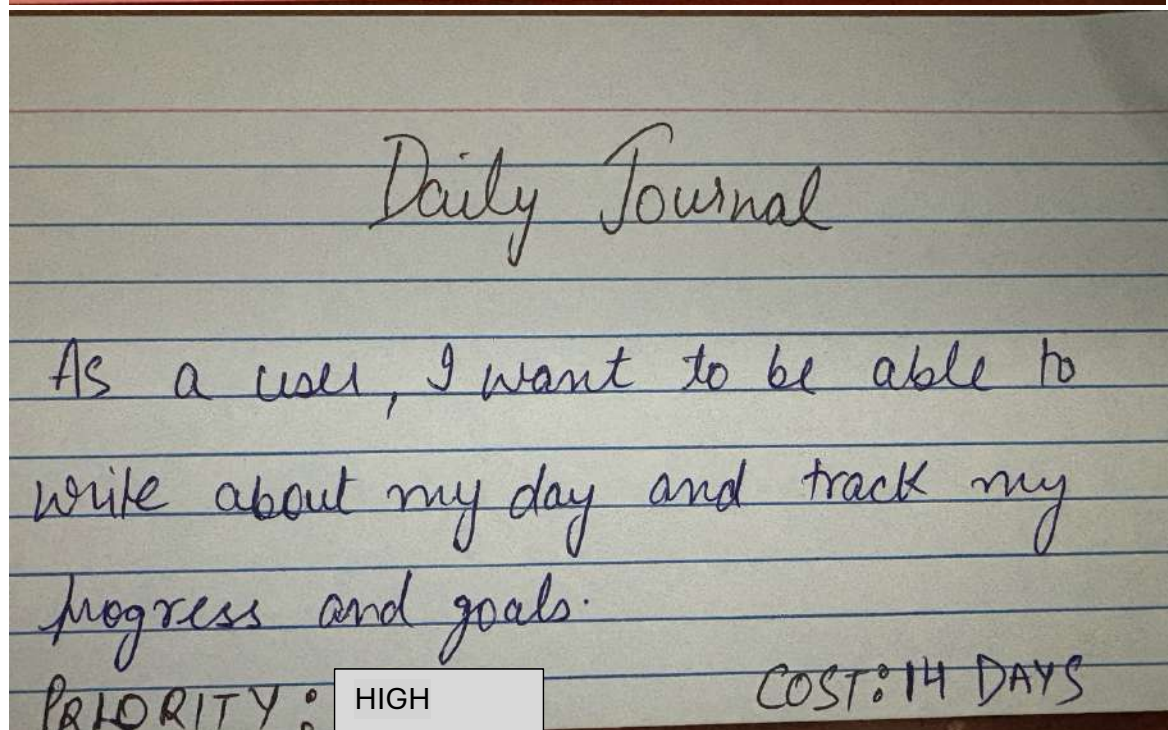 Daily Journal
As a user, I want to be able to
write about my day and track my
progress and goals.
PRIORITY: HIGH COST: 14 DAYS